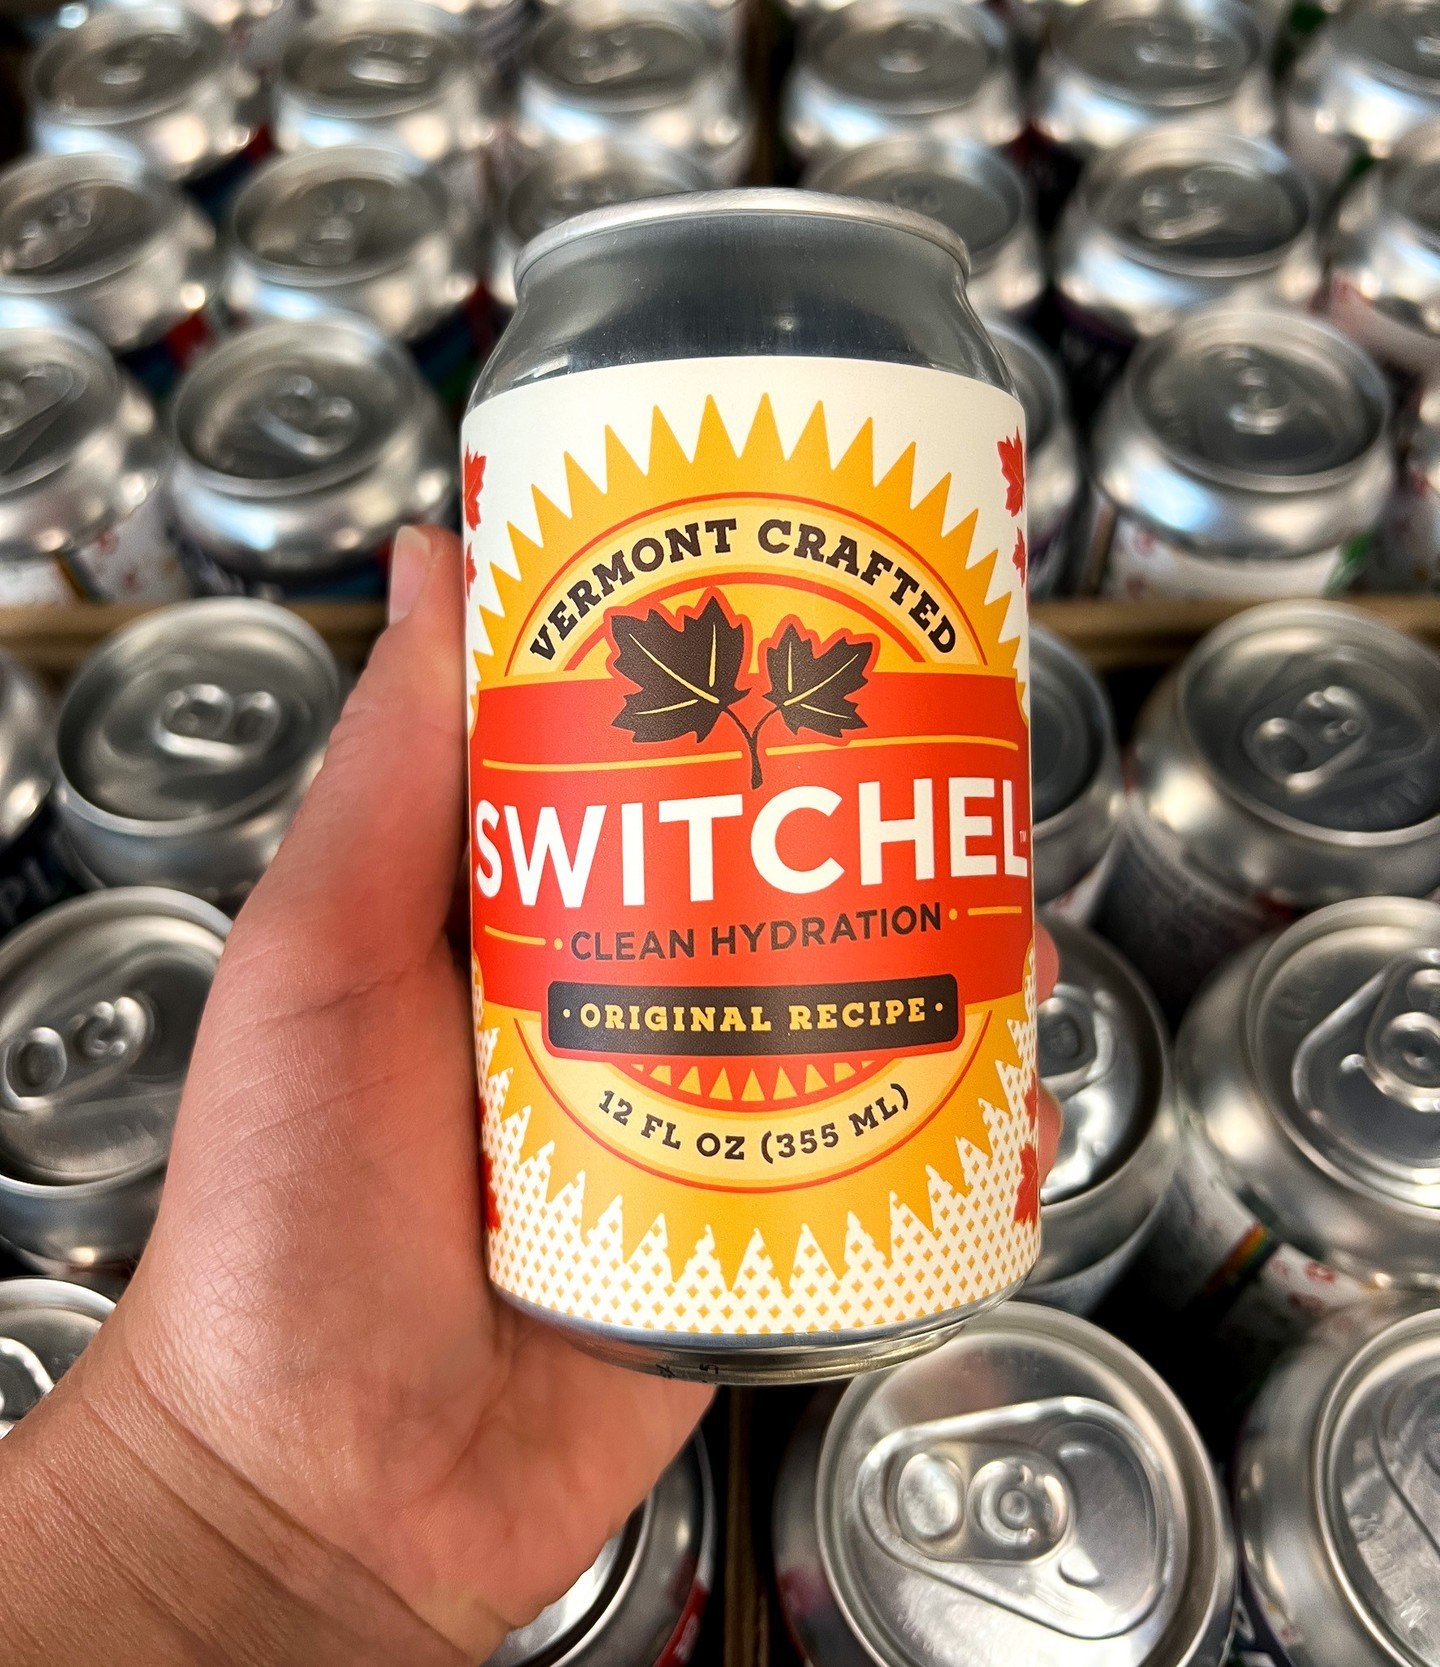 VERMONT CRAFTED
SWITCHEL™
CLEAN HYDRATION
· ORIGINAL RECIPE ·
12 FL OZ (355 ML)